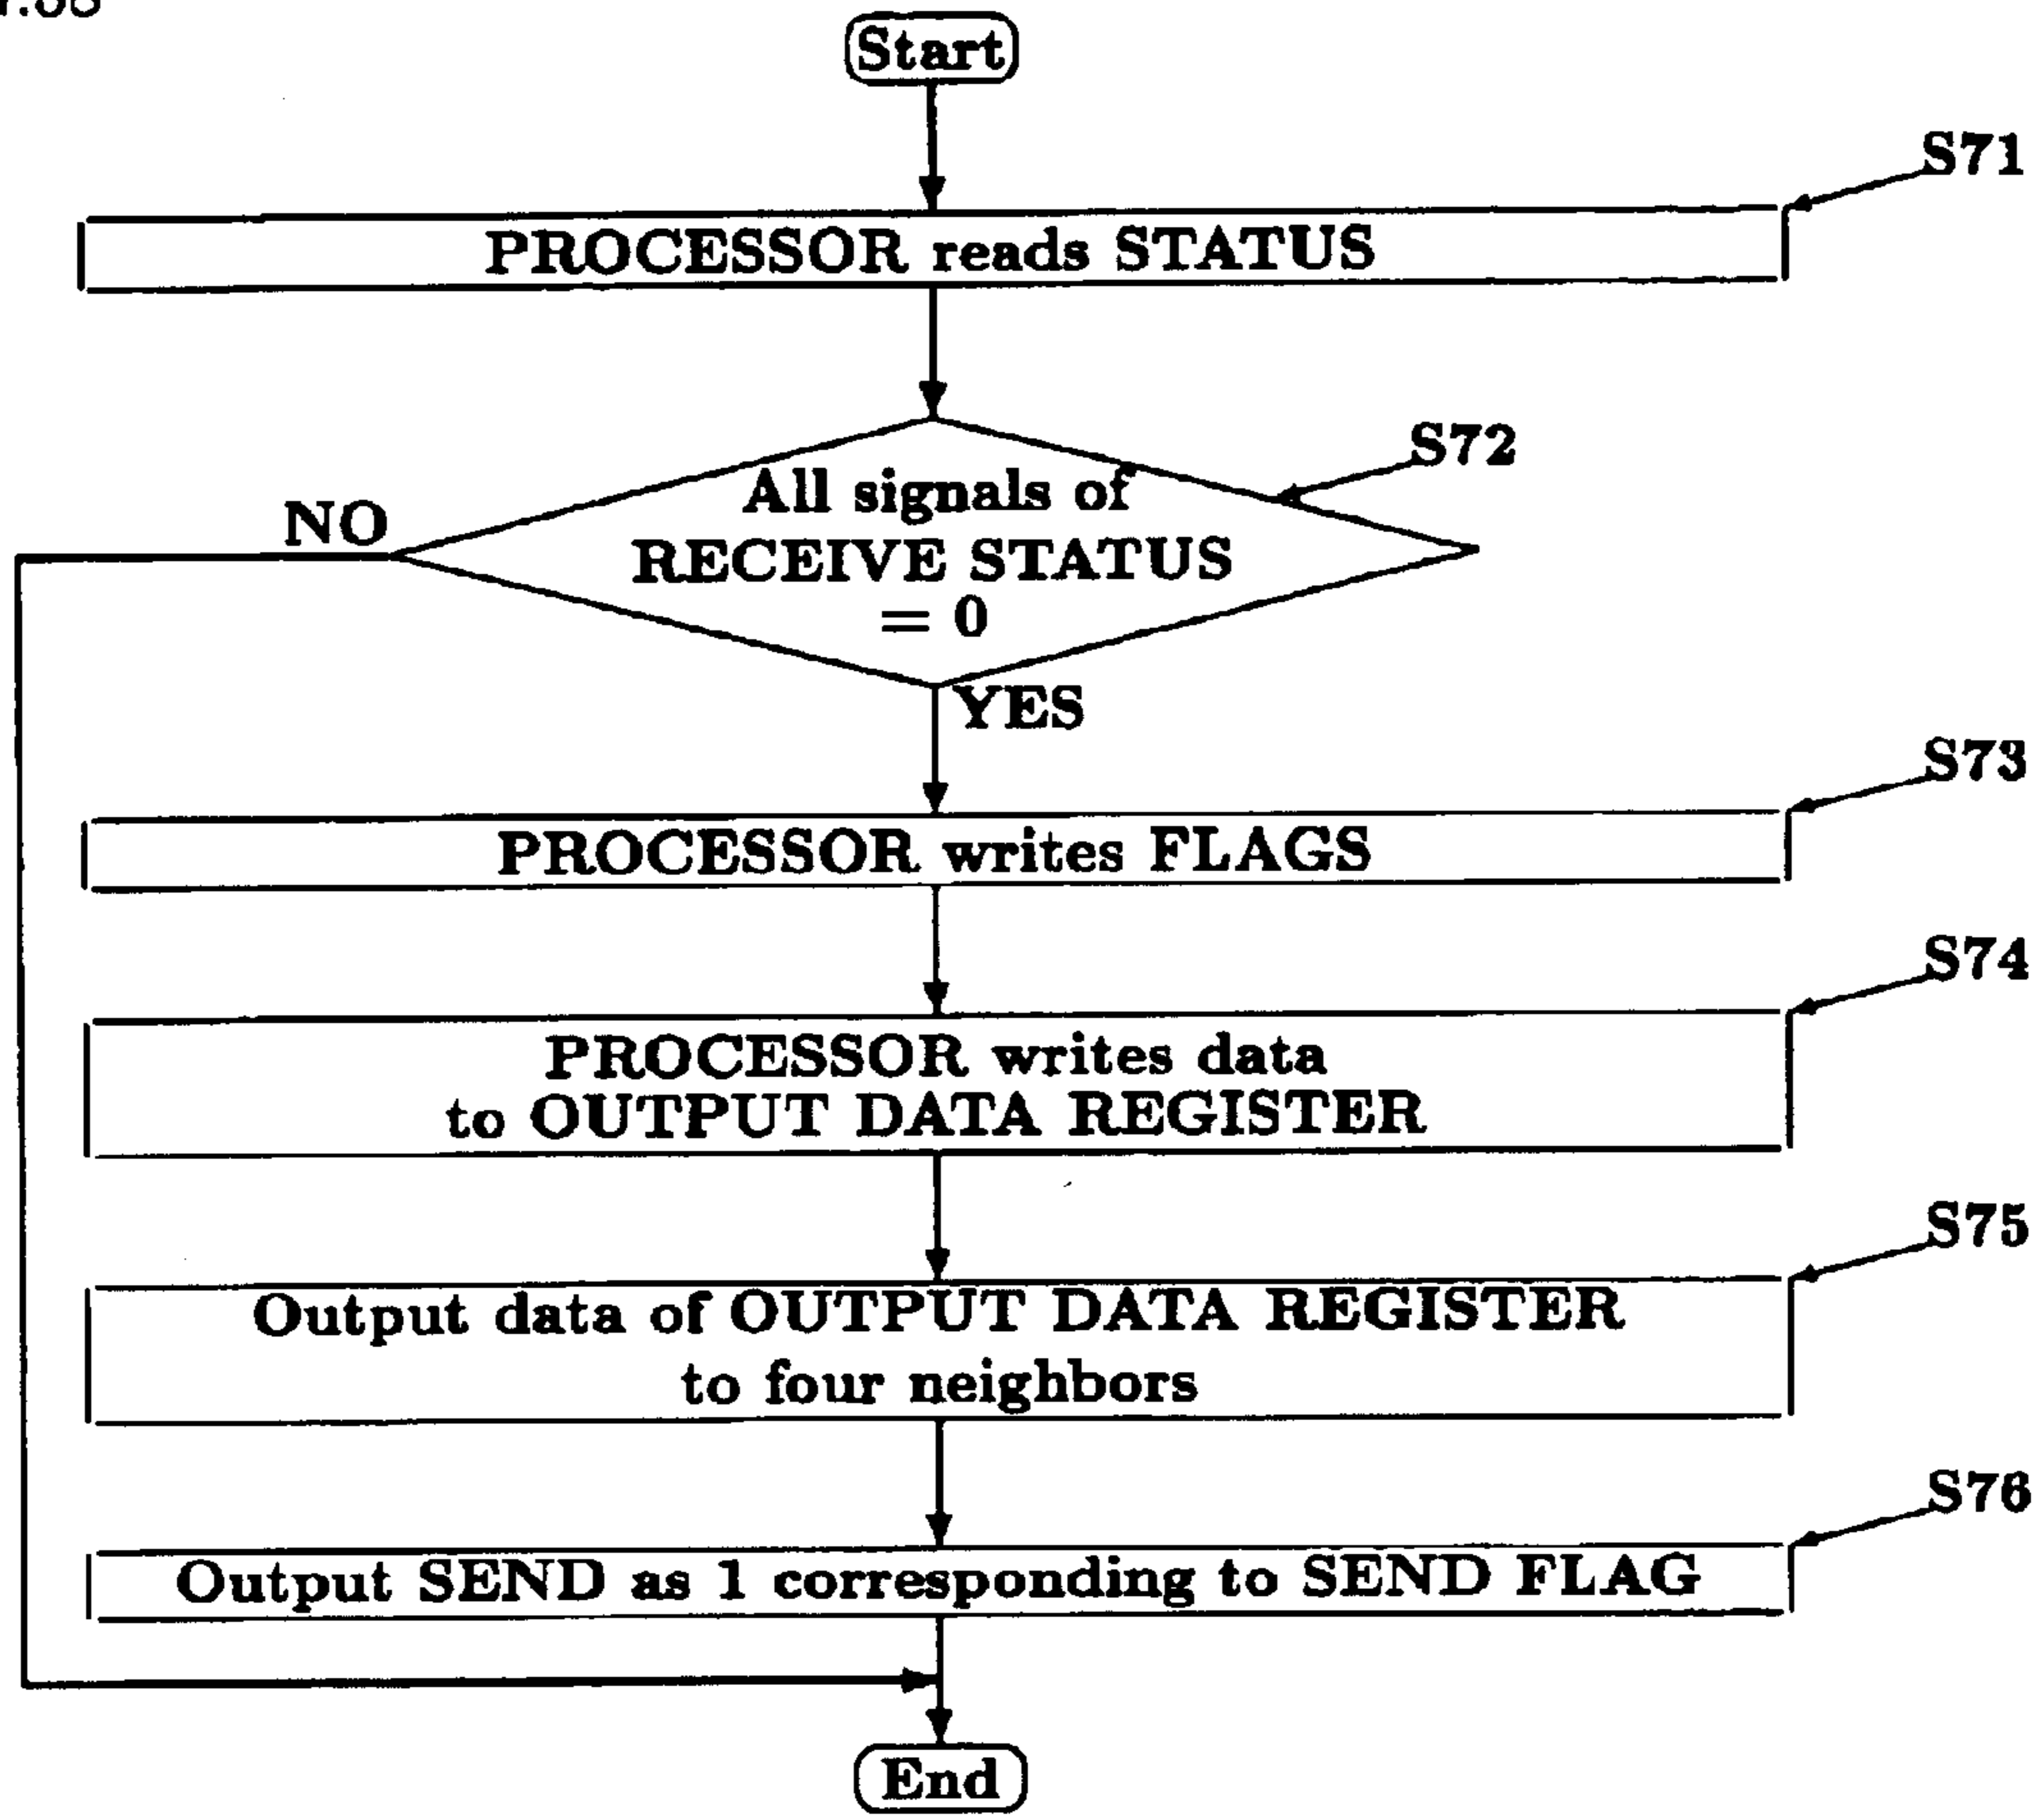 Start
S71
PROCESSOR reads STATUS
S72
All signals of
RECEIVE STATUS
= 0
NO
YES
S73
PROCESSOR writes FLAGS
S74
PROCESSOR writes data
to OUTPUT DATA REGISTER
S75
Output data of OUTPUT DATA REGISTER
to four neighbors
S76
Output SEND as 1 corresponding to SEND FLAG
End